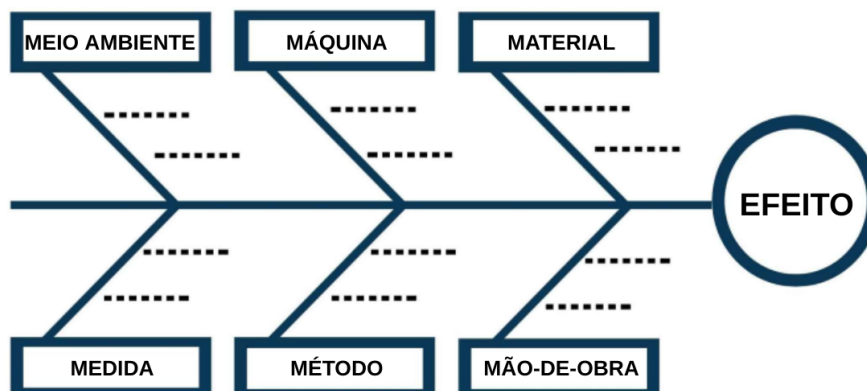 MEIO AMBIENTE
MÁQUINA
MATERIAL
EFEITO
MEDIDA
MÉTODO
MÃO-DE-OBRA